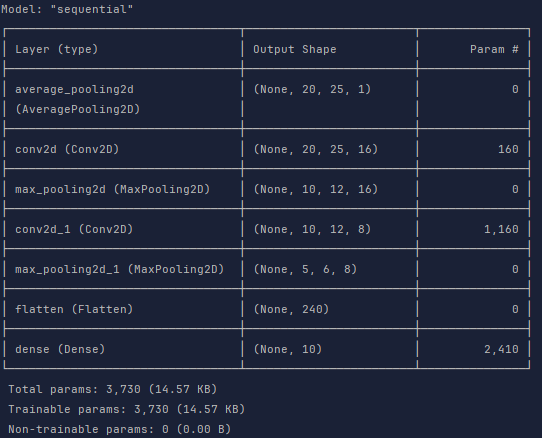 Model: "sequential"
Layer (type) Output Shape Param #
average_pooling2d (None, 20, 25, 1) 0
(AveragePooling2D)
conv2d (Conv2D) (None, 20, 25, 16) 160
max_pooling2d (MaxPooling2D) (None, 10, 12, 16) 0
conv2d_1 (Conv2D) (None, 10, 12, 8) 1,160
max_pooling2d_1 (MaxPooling2D) (None, 5, 6, 8) 0
flatten (Flatten) (None, 240) 0
dense (Dense) (None, 10) 2,410
Total params: 3,730 (14.57 KB)
Trainable params: 3,730 (14.57 KB)
Non-trainable params: 0 (0.00 B)